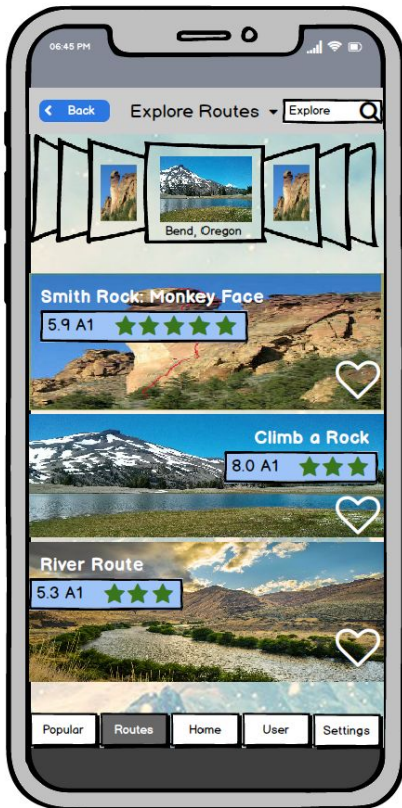 06:45 PM
Back
Explore Routes
Explore
Bend, Oregon
Smith Rock: Monkey Face
5.9 A1
Climb a Rock
8.0 A1
River Route
5.3 A1
Popular
Routes
Home
User
Settings